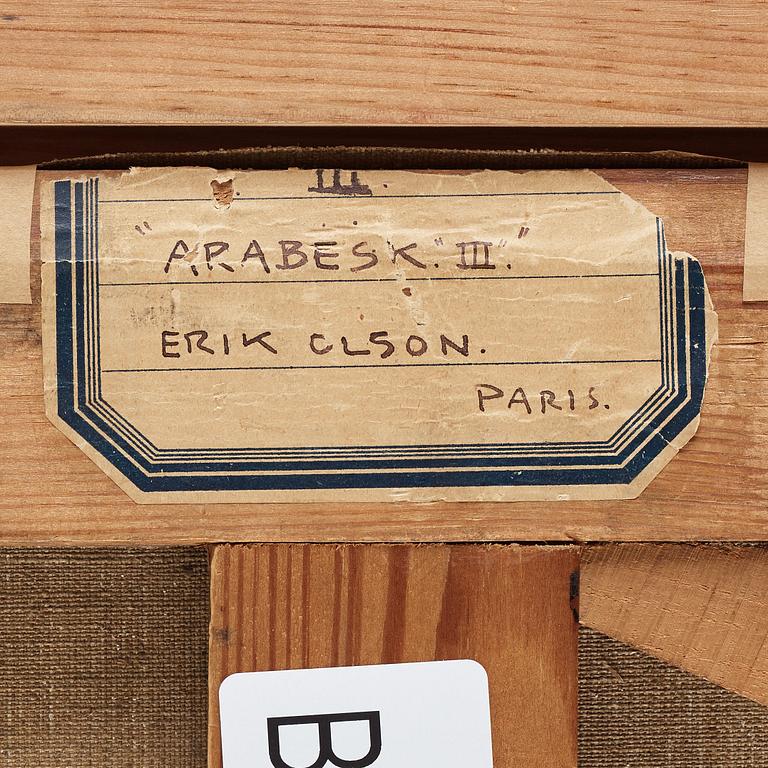 III.
"ARABESK." III"."
ERIK OLSON.
PARIS.
B